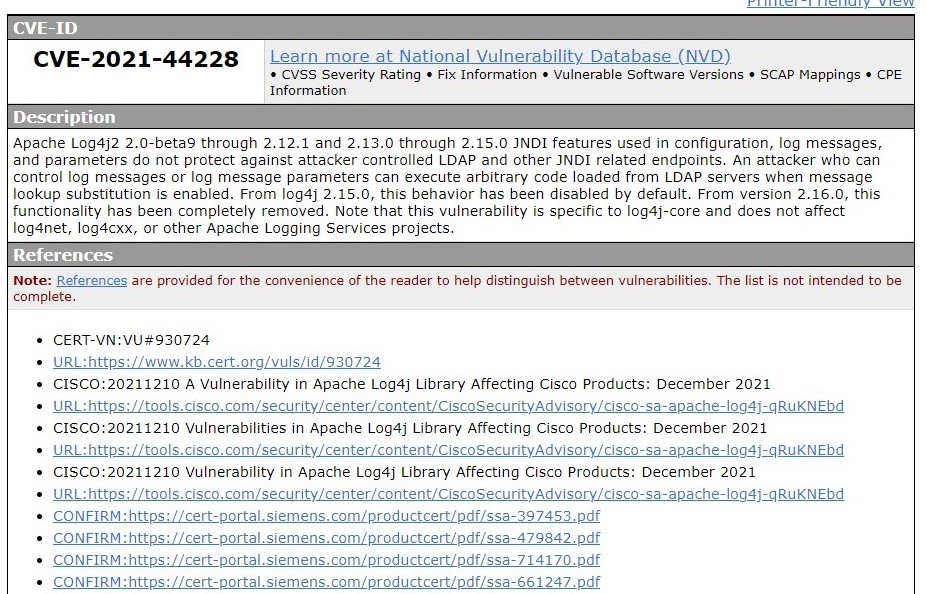 Printer-Friendly View
CVE-ID
CVE-2021-44228
Learn more at National Vulnerability Database (NVD)
• CVSS Severity Rating • Fix Information • Vulnerable Software Versions • SCAP Mappings • CPE
Information
Description
Apache Log4j2 2.0-beta9 through 2.12.1 and 2.13.0 through 2.15.0 JNDI features used in configuration, log messages,
and parameters do not protect against attacker controlled LDAP and other JNDI related endpoints. An attacker who can
control log messages or log message parameters can execute arbitrary code loaded from LDAP servers when message
lookup substitution is enabled. From log4j 2.15.0, this behavior has been disabled by default. From version 2.16.0, this
functionality has been completely removed. Note that this vulnerability is specific to log4j-core and does not affect
log4net, log4cxx, or other Apache Logging Services projects.
References
Note: References are provided for the convenience of the reader to help distinguish between vulnerabilities. The list is not intended to be
complete.
• CERT-VN:VU#930724
• URL:https://www.kb.cert.org/vuls/id/930724
• CISCO:20211210 A Vulnerability in Apache Log4j Library Affecting Cisco Products: December 2021
• URL:https://tools.cisco.com/security/center/content/CiscoSecurityAdvisory/cisco-sa-apache-log4j-qRuKNEbd
• CISCO:20211210 Vulnerabilities in Apache Log4j Library Affecting Cisco Products: December 2021
• URL:https://tools.cisco.com/security/center/content/CiscoSecurityAdvisory/cisco-sa-apache-log4j-qRuKNEbd
• CISCO:20211210 Vulnerability in Apache Log4j Library Affecting Cisco Products: December 2021
• URL:https://tools.cisco.com/security/center/content/CiscoSecurityAdvisory/cisco-sa-apache-log4j-qRuKNEbd
• CONFIRM:https://cert-portal.siemens.com/productcert/pdf/ssa-397453.pdf
• CONFIRM:https://cert-portal.siemens.com/productcert/pdf/ssa-479842.pdf
• CONFIRM:https://cert-portal.siemens.com/productcert/pdf/ssa-714170.pdf
• CONFIRM:https://cert-portal.siemens.com/productcert/pdf/ssa-661247.pdf